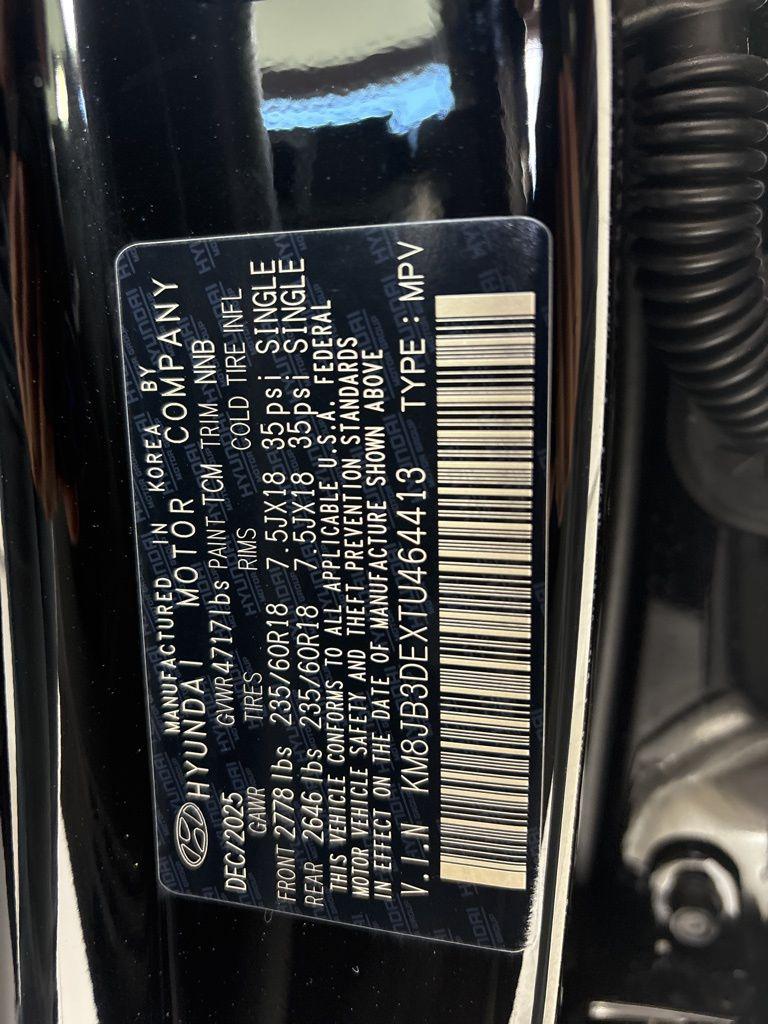 MANUFACTURED IN KOREA BY
HYUNDAI MOTOR COMPANY
DEC/2025 GVWR4717lbs PAINT TCM TRIM NNB
GAWR TIRES RIMS COLD TIRE INFL
FRONT 2778lbs 235/60R18 7.5JX18 35psi SINGLE
REAR 2646lbs 235/60R18 7.5JX18 35psi SINGLE
THIS VEHICLE CONFORMS TO ALL APPLICABLE U.S.A. FEDERAL
MOTOR VEHICLE SAFETY AND THEFT PREVENTION STANDARDS
IN EFFECT ON THE DATE OF MANUFACTURE SHOWN ABOVE
V.I.N KM8JB3DEXTU464413 TYPE : MPV